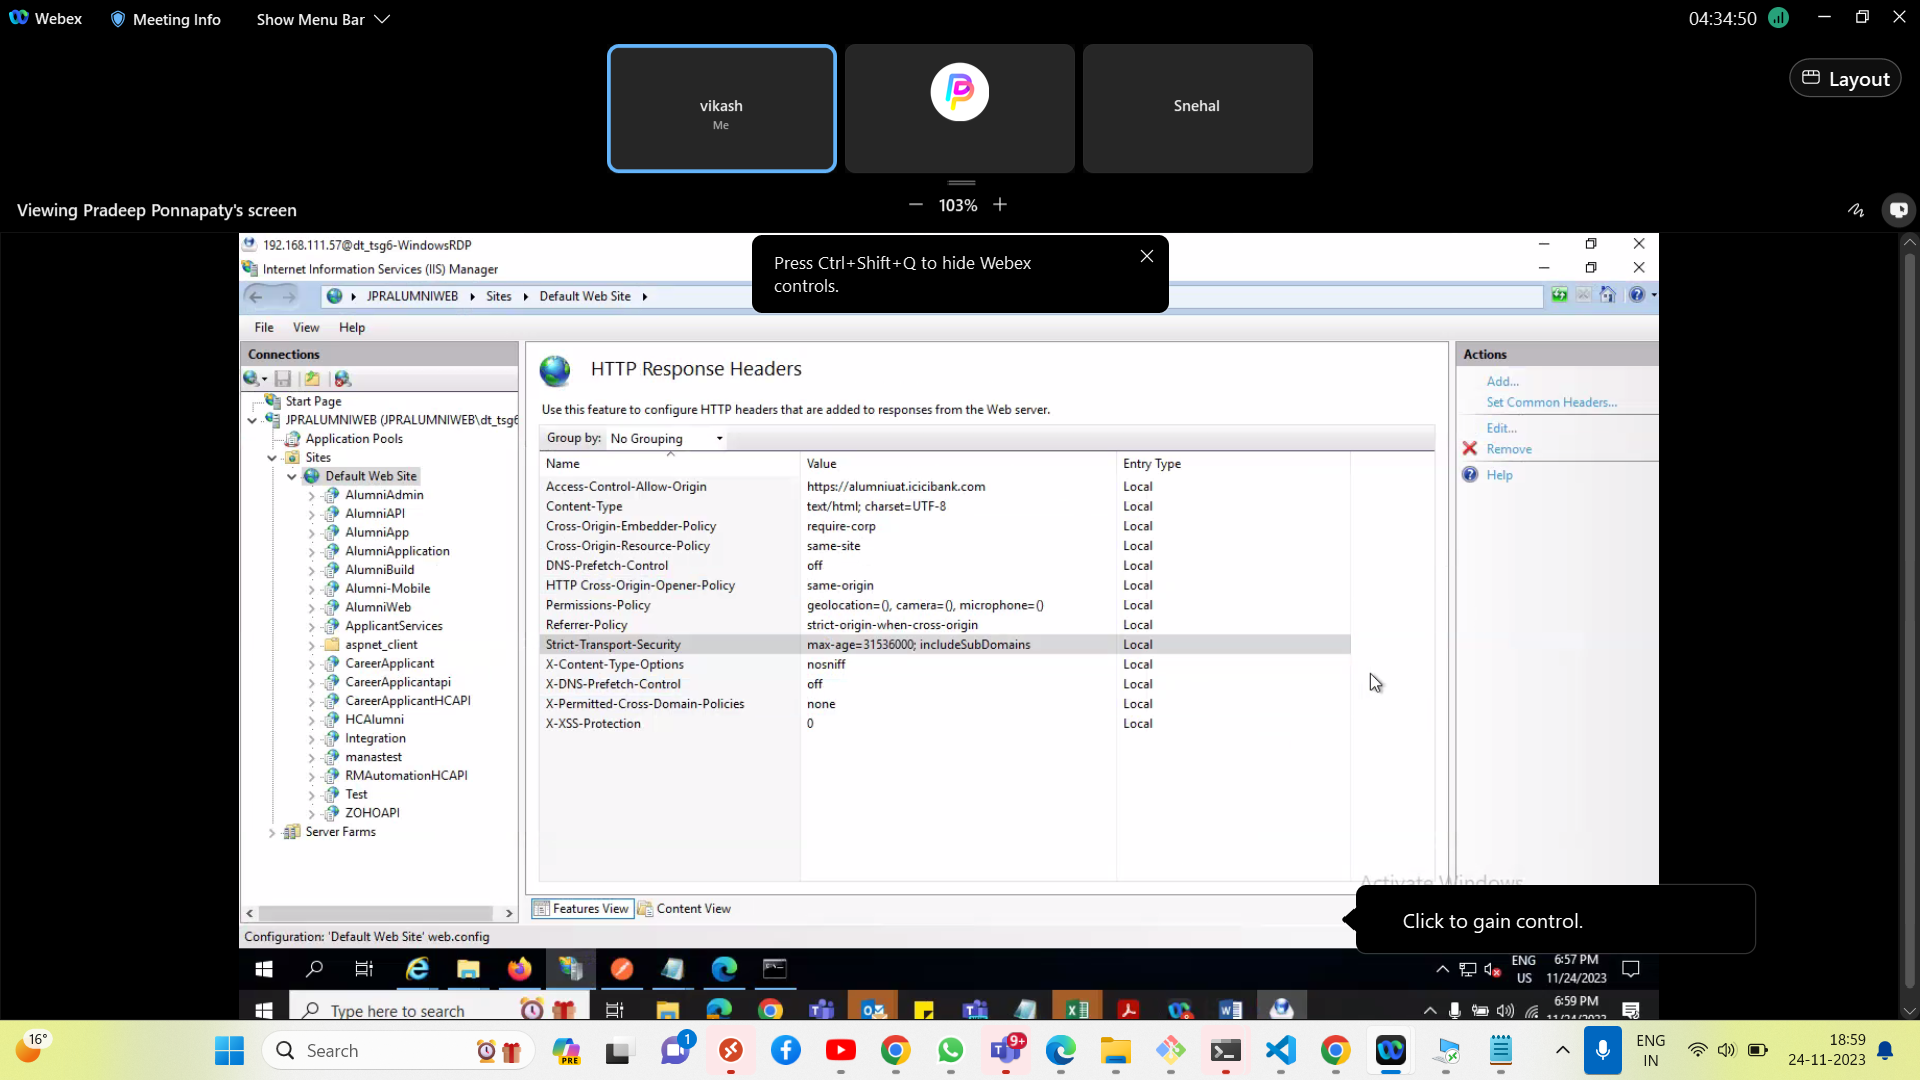 Webex
Meeting Info
Show Menu Bar
04:34:50
Layout
vikash
Me
Snehal
Viewing Pradeep Ponnapaty's screen
103%
192.168.111.57@dt_tsg6-WindowsRDP
Internet Information Services (IIS) Manager
Press Ctrl+Shift+Q to hide Webex
controls.
JPRALUMNIWEB
Sites
Default Web Site
File
View
Help
Connections
Start Page
JPRALUMNIWEB (JPRALUMNIWEB\dt_tsg6
Application Pools
Sites
Default Web Site
AlumniAdmin
AlumniAPI
AlumniApp
AlumniApplication
AlumniBuild
Alumni-Mobile
AlumniWeb
ApplicantServices
aspnet_client
CareerApplicant
CareerApplicantapi
CareerApplicantHCAPI
HCAlumni
Integration
manastest
RMAutomationHCAPI
Test
ZOHOAPI
Server Farms
HTTP Response Headers
Use this feature to configure HTTP headers that are added to responses from the Web server.
Group by: No Grouping
Name Value Entry Type
Access-Control-Allow-Origin https://alumniuat.icicibank.com Local
Content-Type text/html; charset=UTF-8 Local
Cross-Origin-Embedder-Policy require-corp Local
Cross-Origin-Resource-Policy same-site Local
DNS-Prefetch-Control off Local
HTTP Cross-Origin-Opener-Policy same-origin Local
Permissions-Policy geolocation=(), camera=(), microphone=() Local
Referrer-Policy strict-origin-when-cross-origin Local
Strict-Transport-Security max-age=31536000; includeSubDomains Local
X-Content-Type-Options nosniff Local
X-DNS-Prefetch-Control off Local
X-Permitted-Cross-Domain-Policies none Local
X-XSS-Protection 0 Local
Actions
Add...
Set Common Headers...
Edit...
Remove
Help
Activate Windows
Click to gain control.
Features View
Content View
Configuration: 'Default Web Site' web.config
ENG
US
6:57 PM
11/24/2023
Type here to search
6:59 PM
11/24/2023
16°
Search
PRE
1
9+
ENG
IN
18:59
24-11-2023